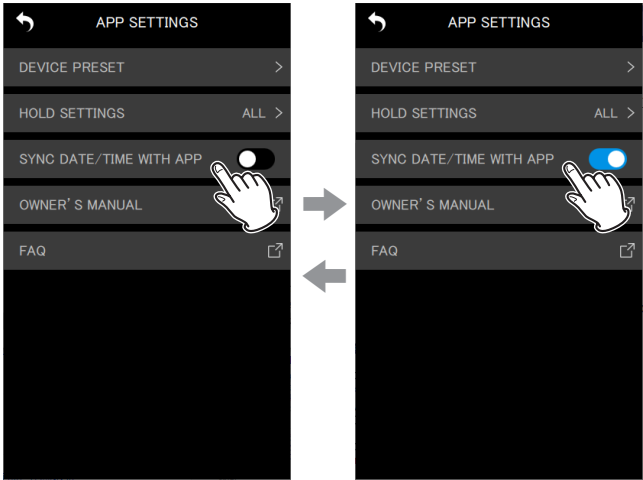 APP SETTINGS
DEVICE PRESET
HOLD SETTINGS ALL
SYNC DATE/TIME WITH APP
OWNER'S MANUAL
FAQ
APP SETTINGS
DEVICE PRESET
HOLD SETTINGS ALL
SYNC DATE/TIME WITH APP
OWNER'S MANUAL
FAQ